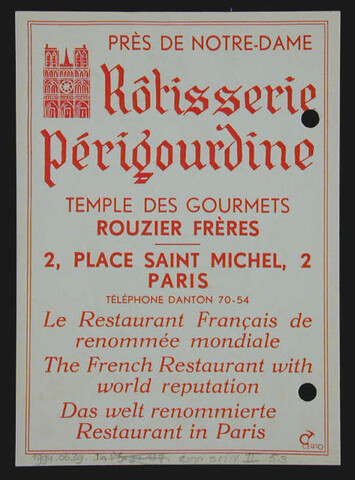 PRÈS DE NOTRE-DAME
Rôtisserie
Périgourdine
TEMPLE DES GOURMETS
ROUZIER FRÈRES
2, PLACE SAINT MICHEL, 2
PARIS
TÉLÉPHONE DANTON 70-54
Le Restaurant Français de
renommée mondiale
The French Restaurant with
world reputation
Das welt renommierte
Restaurant in Paris